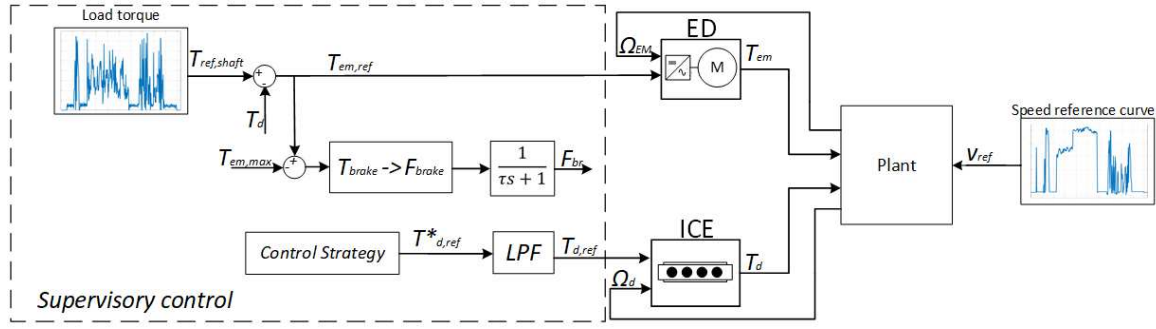 Load torque
T_ref,shaft
+
-
T_em,ref
T_d
T_em,max
+
-
T_brake -> F_brake
1
τs + 1
F_br
Control Strategy
T*_d,ref
LPF
T_d,ref
Supervisory control
ED
Ω_EM
M
T_em
ICE
Ω_d
T_d
Plant
v_ref
Speed reference curve